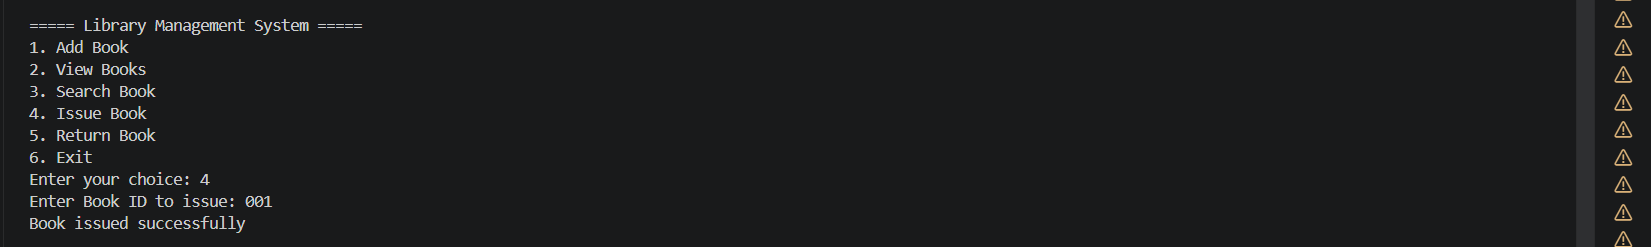 ===== Library Management System =====
1. Add Book
2. View Books
3. Search Book
4. Issue Book
5. Return Book
6. Exit
Enter your choice: 4
Enter Book ID to issue: 001
Book issued successfully